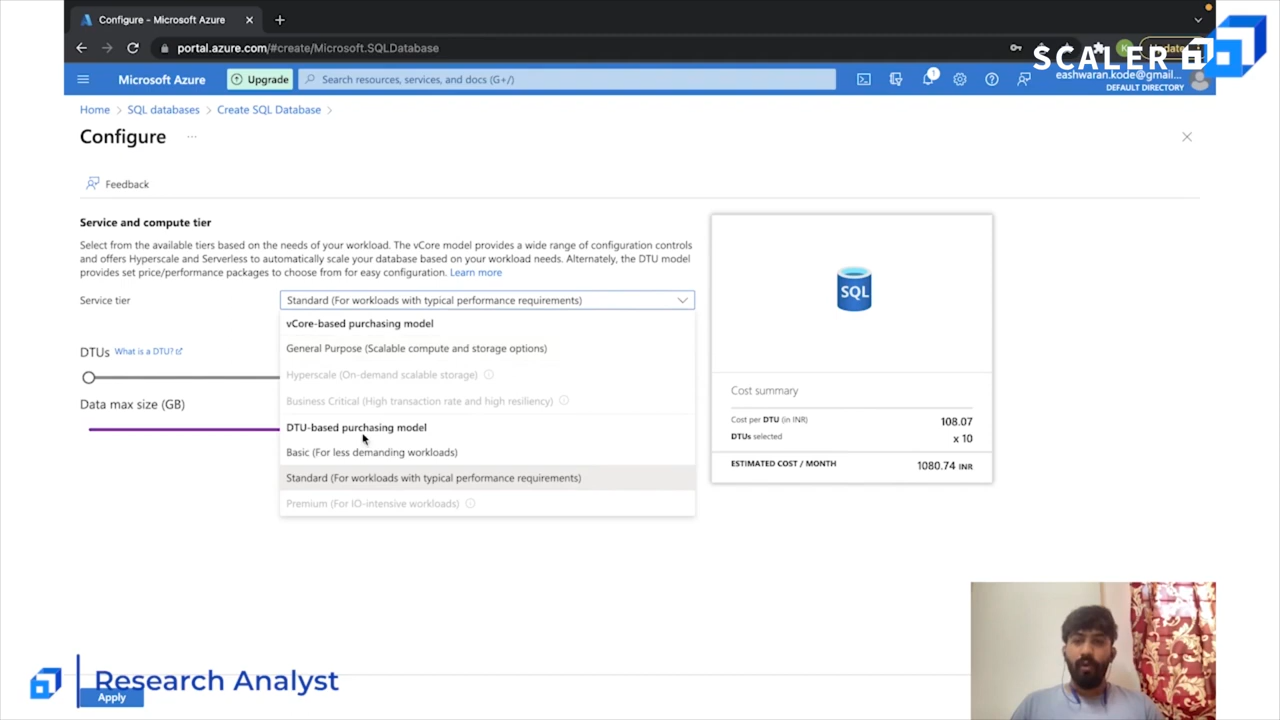 Configure - Microsoft Azure
portal.azure.com/#create/Microsoft.SQLDatabase
SCALER
Microsoft Azure
Upgrade
Search resources, services, and docs (G+/)
1
eashwaran.kode@gmail...
DEFAULT DIRECTORY
Home > SQL databases > Create SQL Database >
Configure ...
Feedback
Service and compute tier
Select from the available tiers based on the needs of your workload. The vCore model provides a wide range of configuration controls
and offers Hyperscale and Serverless to automatically scale your database based on your workload needs. Alternately, the DTU model
provides set price/performance packages to choose from for easy configuration. Learn more
Service tier
Standard (For workloads with typical performance requirements)
vCore-based purchasing model
General Purpose (Scalable compute and storage options)
Hyperscale (On-demand scalable storage)
Business Critical (High transaction rate and high resiliency)
DTU-based purchasing model
Basic (For less demanding workloads)
Standard (For workloads with typical performance requirements)
Premium (For IO-intensive workloads)
DTUs What is a DTU?
Data max size (GB)
SQL
Cost summary
Cost per DTU (in INR) 108.07
DTUs selected x 10
ESTIMATED COST / MONTH 1080.74 INR
Research Analyst
Apply